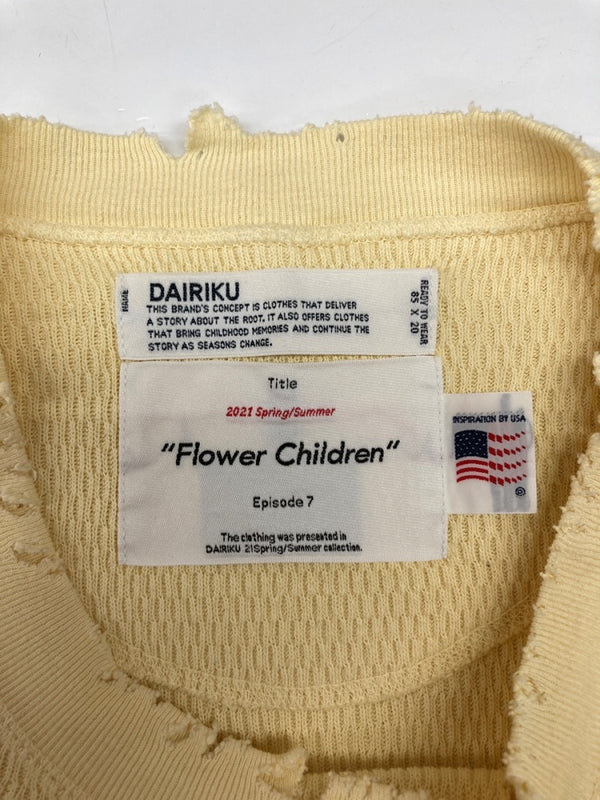 NAME
DAIRIKU
THIS BRAND'S CONCEPT IS CLOTHES THAT DELIVER
A STORY ABOUT THE ROOT. IT ALSO OFFERS CLOTHES
THAT BRING CHILDHOOD MEMORIES AND CONTINUE THE
STORY AS SEASONS CHANGE.
READY TO WEAR
85 X 20
Title
2021 Spring/Summer
"Flower Children"
Episode 7
The clothing was presented in
DAIRIKU 21Spring/Summer collection.
INSPIRATION BY USA
©